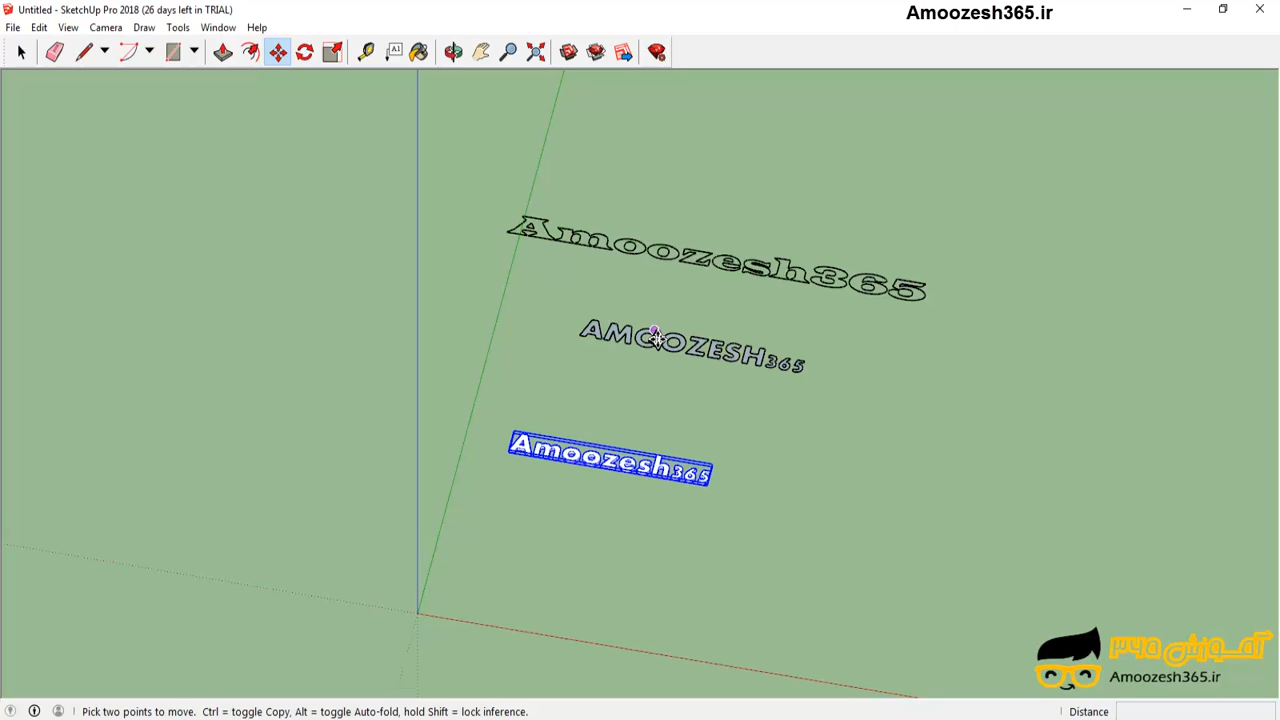 Untitled - SketchUp Pro 2018 (26 days left in TRIAL)
Amoozesh365.ir
File Edit View Camera Draw Tools Window Help
A1
Amoozesh365
AMOOZESH365
Amoozesh365
آموزش ۳۶۵
Amoozesh365.ir
Pick two points to move. Ctrl = toggle Copy, Alt = toggle Auto-fold, hold Shift = lock inference.
Distance